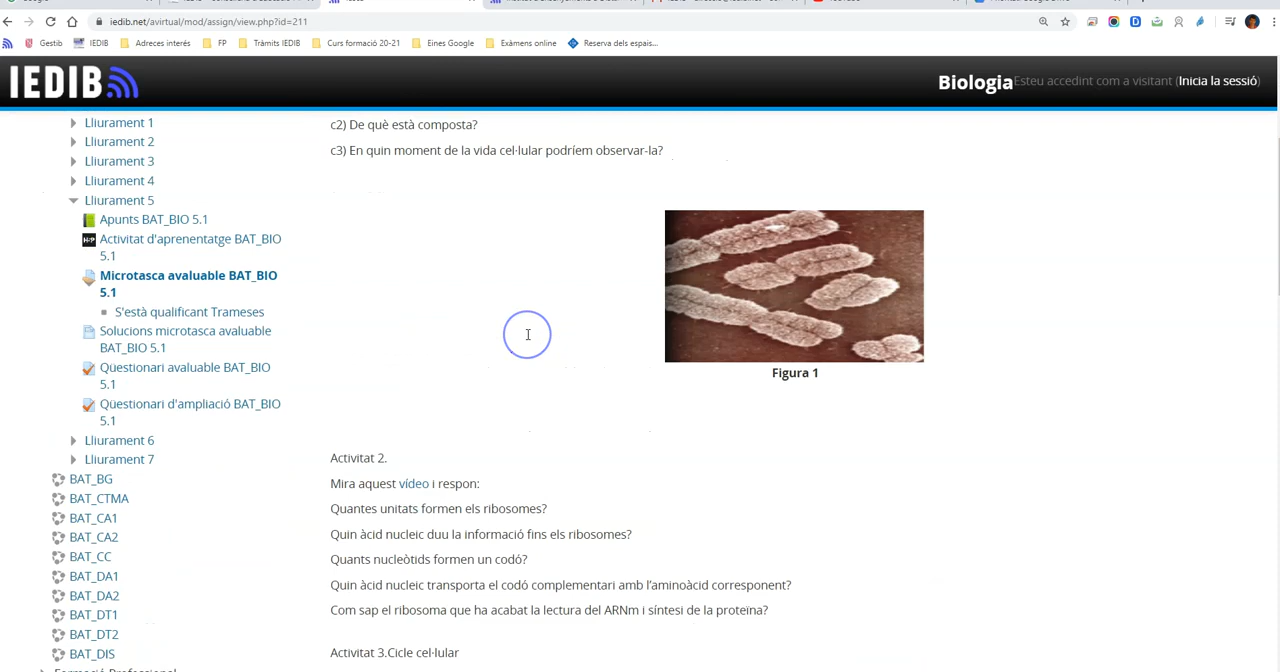 iedib.net/avirtual/mod/assign/view.php?id=211
Gestib IEDIB Adreces interés FP Tràmits IEDIB Curs formació 20-21 Eines Google Exàmens online Reserva dels espais...
IEDIB Biologia Esteu accedint com a visitant (Inicia la sessió)
Lliurament 1
Lliurament 2
Lliurament 3
Lliurament 4
Lliurament 5
Apunts BAT_BIO 5.1
Activitat d'aprenentatge BAT_BIO
5.1
Microtasca avaluable BAT_BIO
5.1
S'està qualificant Trameses
Solucions microtasca avaluable
BAT_BIO 5.1
Qüestionari avaluable BAT_BIO
5.1
Qüestionari d'ampliació BAT_BIO
5.1
Lliurament 6
Lliurament 7
BAT_BG
BAT_CTMA
BAT_CA1
BAT_CA2
BAT_CC
BAT_DA1
BAT_DA2
BAT_DT1
BAT_DT2
BAT_DIS
c2) De què està composta?
c3) En quin moment de la vida cel·lular podríem observar-la?
Figura 1
Activitat 2.
Mira aquest vídeo i respon:
Quantes unitats formen els ribosomes?
Quin àcid nucleic duu la informació fins els ribosomes?
Quants nucleòtids formen un codó?
Quin àcid nucleic transporta el codó complementari amb l'aminoàcid corresponent?
Com sap el ribosoma que ha acabat la lectura del ARNm i síntesi de la proteïna?
Activitat 3.Cicle cel·lular